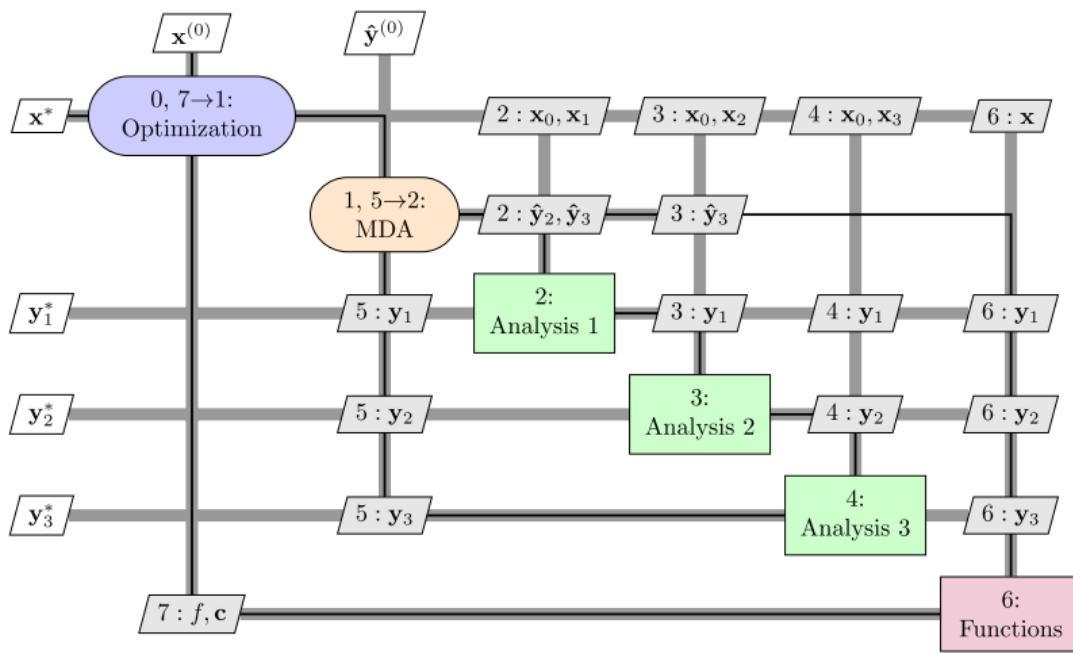 𝐱⁽⁰⁾
𝐲̂⁽⁰⁾
𝐱*
0, 7→1:
Optimization
2 : 𝐱₀, 𝐱₁
3 : 𝐱₀, 𝐱₂
4 : 𝐱₀, 𝐱₃
6 : 𝐱
1, 5→2:
MDA
2 : 𝐲̂₂, 𝐲̂₃
3 : 𝐲̂₃
𝐲₁*
5 : 𝐲₁
2:
Analysis 1
3 : 𝐲₁
4 : 𝐲₁
6 : 𝐲₁
𝐲₂*
5 : 𝐲₂
3:
Analysis 2
4 : 𝐲₂
6 : 𝐲₂
𝐲₃*
5 : 𝐲₃
4:
Analysis 3
6 : 𝐲₃
7 : f, 𝐜
6:
Functions